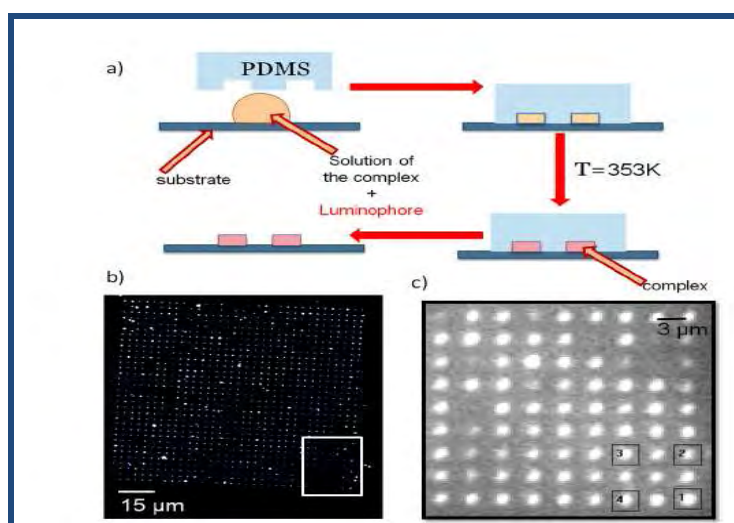 a)
PDMS
T=353K
substrate
Solution of
the complex
+
Luminophore
complex
b)
c)
3 µm
15 µm
3
2
4
1